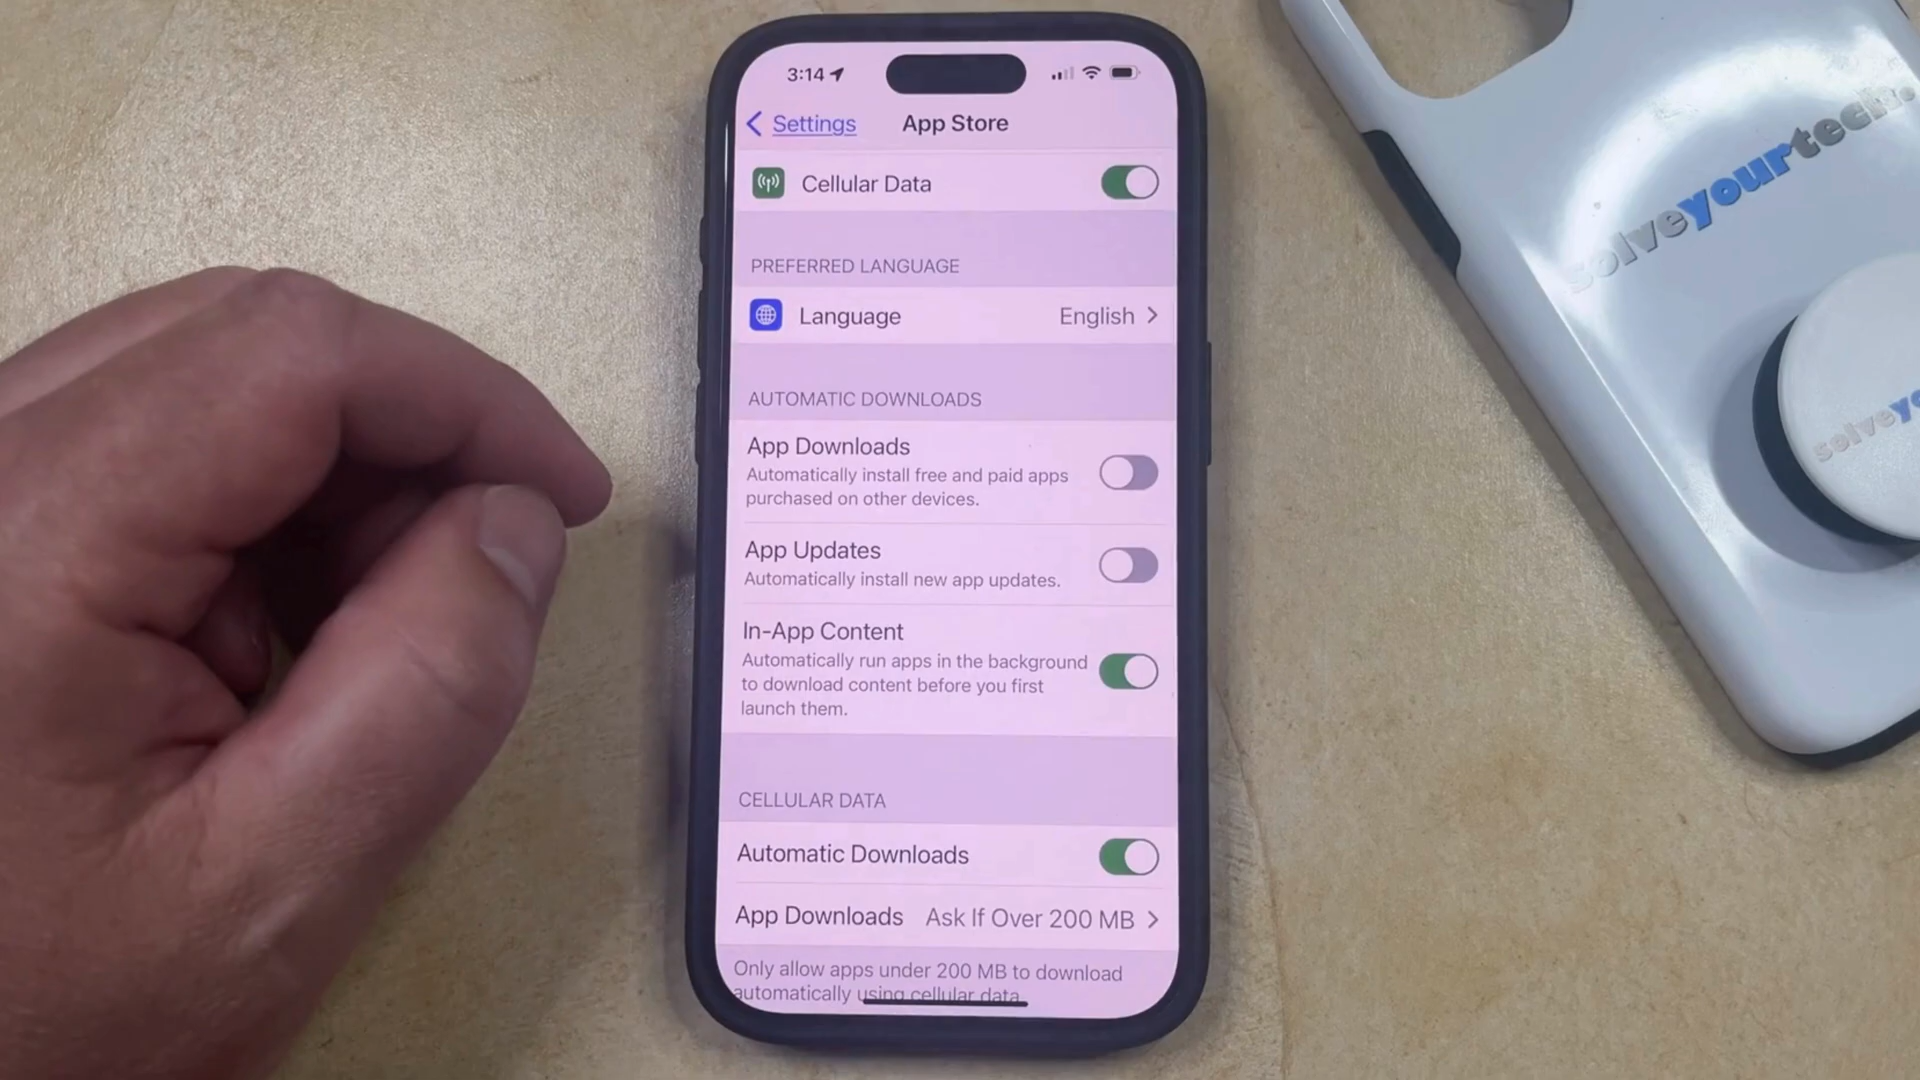 3:14
Settings
App Store
Cellular Data
PREFERRED LANGUAGE
Language
English
AUTOMATIC DOWNLOADS
App Downloads
Automatically install free and paid apps
purchased on other devices.
App Updates
Automatically install new app updates.
In-App Content
Automatically run apps in the background
to download content before you first
launch them.
CELLULAR DATA
Automatic Downloads
App Downloads
Ask If Over 200 MB
Only allow apps under 200 MB to download
automatically using cellular data.
solveyourtech.
solveyo